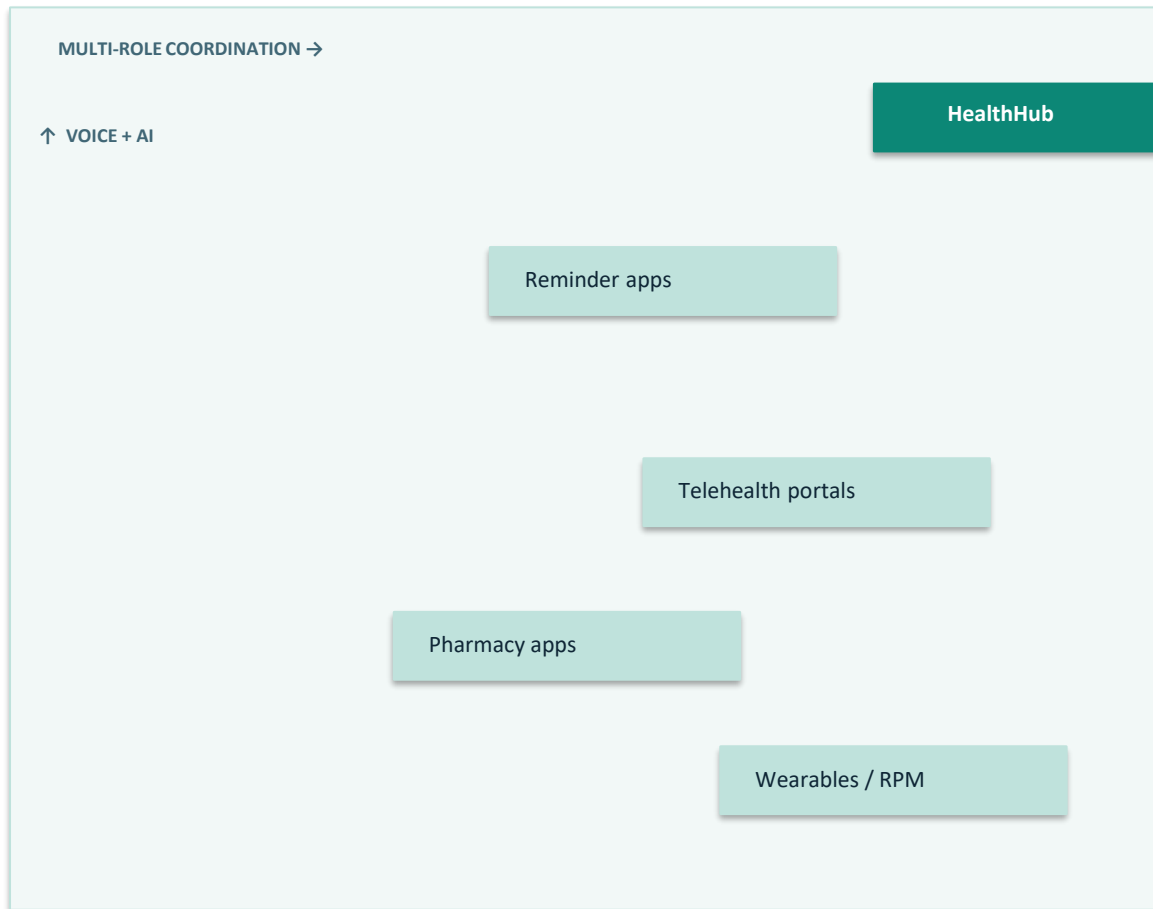 MULTI-ROLE COORDINATION →
HealthHub
↑ VOICE + AI
Reminder apps
Telehealth portals
Pharmacy apps
Wearables / RPM